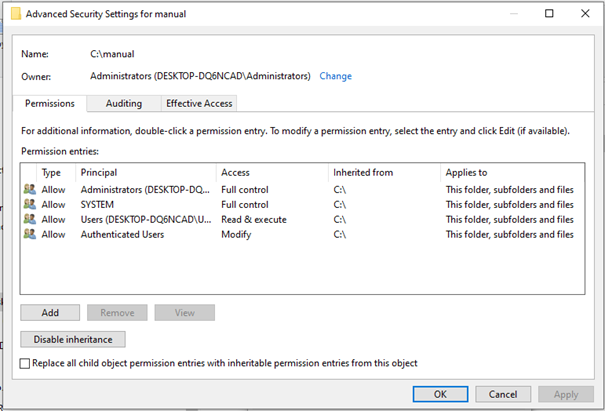 Advanced Security Settings for manual
Name: C:\manual
Owner: Administrators (DESKTOP-DQ6NCAD\Administrators) Change
Permissions Auditing Effective Access
For additional information, double-click a permission entry. To modify a permission entry, select the entry and click Edit (if available).
Permission entries:
Type Principal Access Inherited from Applies to
Allow Administrators (DESKTOP-DQ... Full control C:\ This folder, subfolders and files
Allow SYSTEM Full control C:\ This folder, subfolders and files
Allow Users (DESKTOP-DQ6NCAD\U... Read & execute C:\ This folder, subfolders and files
Allow Authenticated Users Modify C:\ This folder, subfolders and files
Add Remove View
Disable inheritance
Replace all child object permission entries with inheritable permission entries from this object
OK Cancel Apply